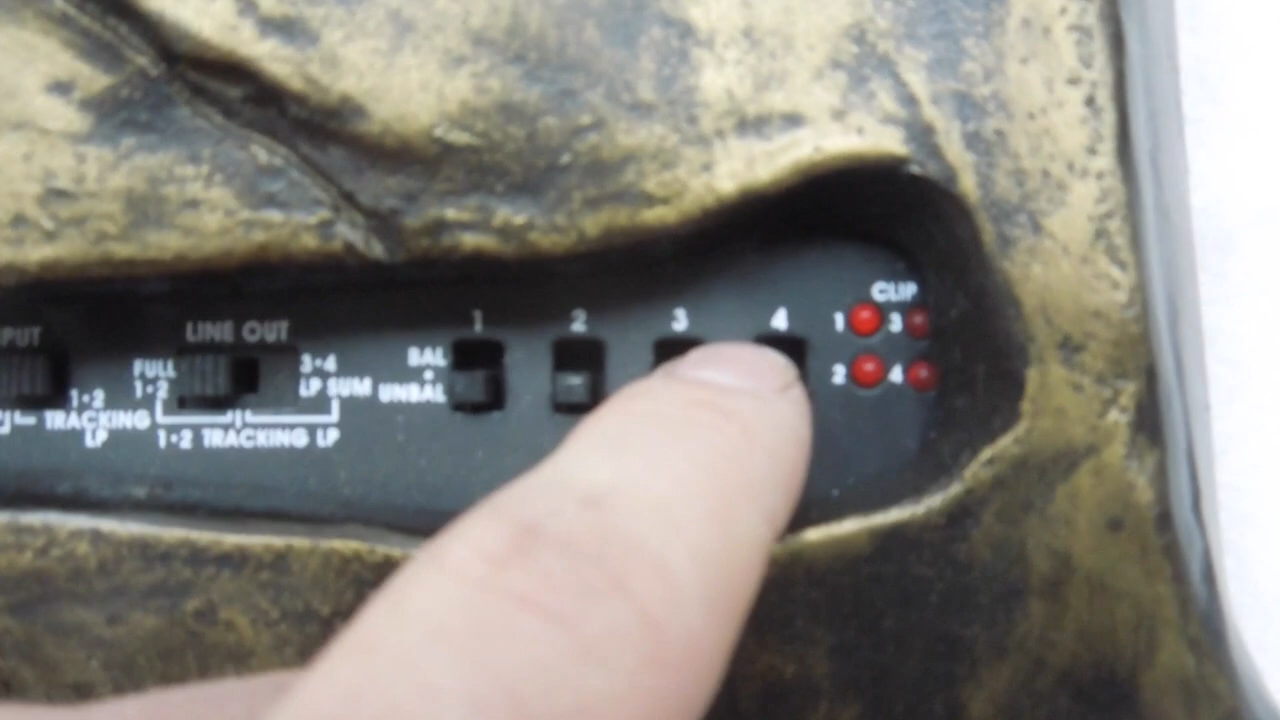 PUT
1•2
TRACKING
LP
LINE OUT
FULL
1•2
3•4
LP SUM
1•2 TRACKING LP
BAL
•
UNBAL
1 2 3 4
CLIP
1 3
2 4